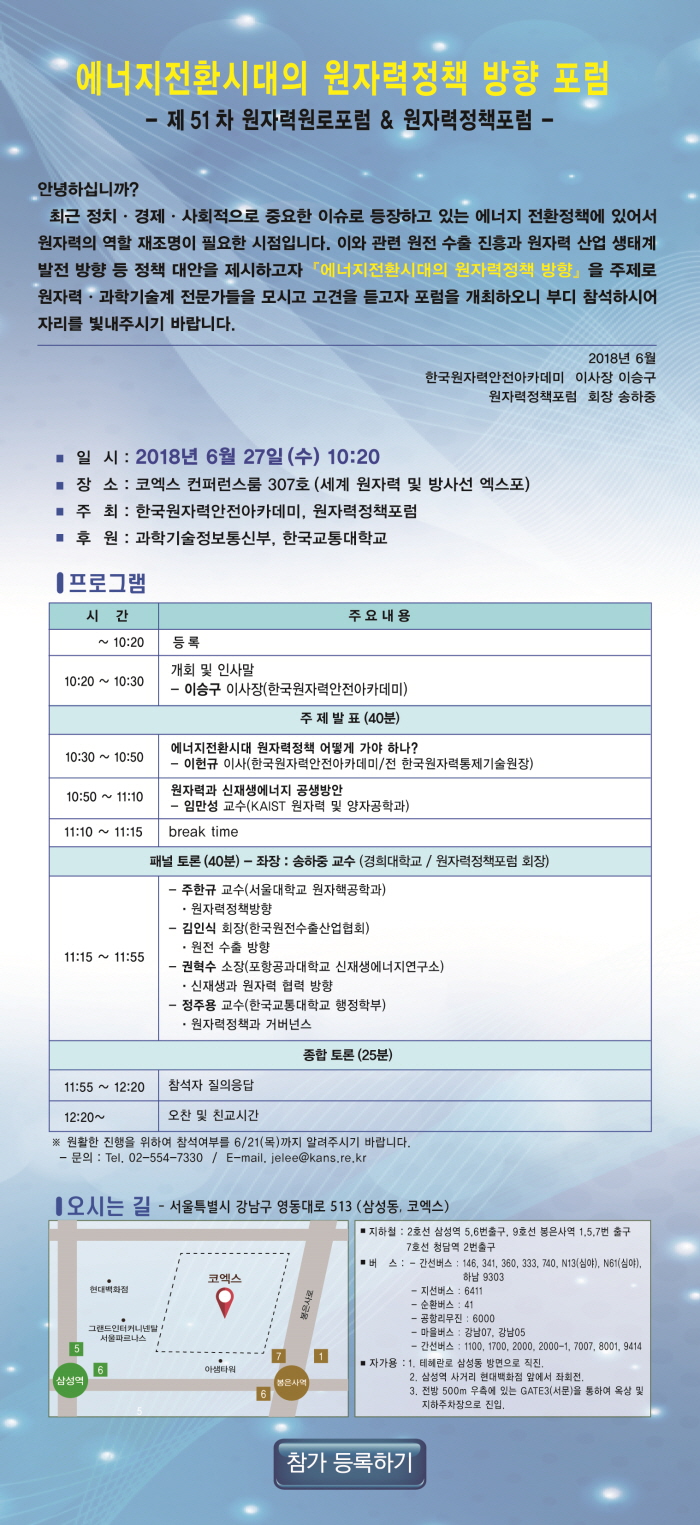 에너지전환시대의 원자력정책 방향 포럼
- 제 51 차 원자력원로포럼 & 원자력정책포럼 -
안녕하십니까?
최근 정치 · 경제 · 사회적으로 중요한 이슈로 등장하고 있는 에너지 전환정책에 있어서
원자력의 역할 재조명이 필요한 시점입니다. 이와 관련 원전 수출 진흥과 원자력 산업 생태계
발전 방향 등 정책 대안을 제시하고자 「에너지전환시대의 원자력정책 방향」을 주제로
원자력 · 과학기술계 전문가들을 모시고 고견을 듣고자 포럼을 개최하오니 부디 참석하시어
자리를 빛내주시기 바랍니다.
2018년 6월
한국원자력안전아카데미 이사장 이승구
원자력정책포럼 회장 송하중
■ 일 시 : 2018년 6월 27일 (수) 10:20
■ 장 소 : 코엑스 컨퍼런스룸 307호 (세계 원자력 및 방사선 엑스포)
■ 주 최 : 한국원자력안전아카데미, 원자력정책포럼
■ 후 원 : 과학기술정보통신부, 한국교통대학교
프로그램
시 간 주 요 내 용
~ 10:20 등 록
10:20 ~ 10:30 개회 및 인사말
- 이승구 이사장(한국원자력안전아카데미)
주 제 발 표 (40분)
10:30 ~ 10:50 에너지전환시대 원자력정책 어떻게 가야 하나?
- 이헌규 이사(한국원자력안전아카데미/전 한국원자력통제기술원장)
10:50 ~ 11:10 원자력과 신재생에너지 공생방안
- 임만성 교수(KAIST 원자력 및 양자공학과)
11:10 ~ 11:15 break time
패널 토론 (40분) - 좌장 : 송하중 교수 (경희대학교 / 원자력정책포럼 회장)
11:15 ~ 11:55
- 주한규 교수(서울대학교 원자핵공학과)
· 원자력정책방향
- 김인식 회장(한국원전수출산업협회)
· 원전 수출 방향
- 권혁수 소장(포항공과대학교 신재생에너지연구소)
· 신재생과 원자력 협력 방향
- 정주용 교수(한국교통대학교 행정학부)
· 원자력정책과 거버넌스
종합 토론 (25분)
11:55 ~ 12:20 참석자 질의응답
12:20~ 오찬 및 친교시간
※ 원활한 진행을 위하여 참석여부를 6/21(목)까지 알려주시기 바랍니다.
- 문의 : Tel. 02-554-7330 / E-mail. jelee@kans.re.kr
오시는 길 - 서울특별시 강남구 영동대로 513 (삼성동, 코엑스)
코엑스
현대백화점
그랜드인터커니넨탈
서울파르나스
봉은사로
아셈타워
5
6
삼성역
7
1
6
봉은사역
5
■ 지하철 : 2호선 삼성역 5,6번출구, 9호선 봉은사역 1,5,7번 출구
7호선 청담역 2번출구
■ 버 스 : - 간선버스 : 146, 341, 360, 333, 740, N13(심야), N61(심야),
하남 9303
- 지선버스 : 6411
- 순환버스 : 41
- 공항리무진 : 6000
- 마을버스 : 강남07, 강남05
- 간선버스 : 1100, 1700, 2000, 2000-1, 7007, 8001, 9414
■ 자가용 : 1. 테헤란로 삼성동 방면으로 직진.
2. 삼성역 사거리 현대백화점 앞에서 좌회전.
3. 전방 500m 우측에 있는 GATE3(서문)을 통하여 옥상 및
지하주차장으로 진입.
참가 등록하기